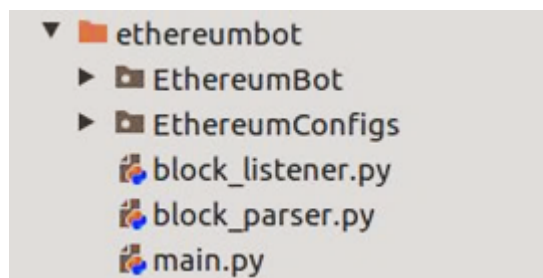 ethereumbot
EthereumBot
EthereumConfigs
block_listener.py
block_parser.py
main.py